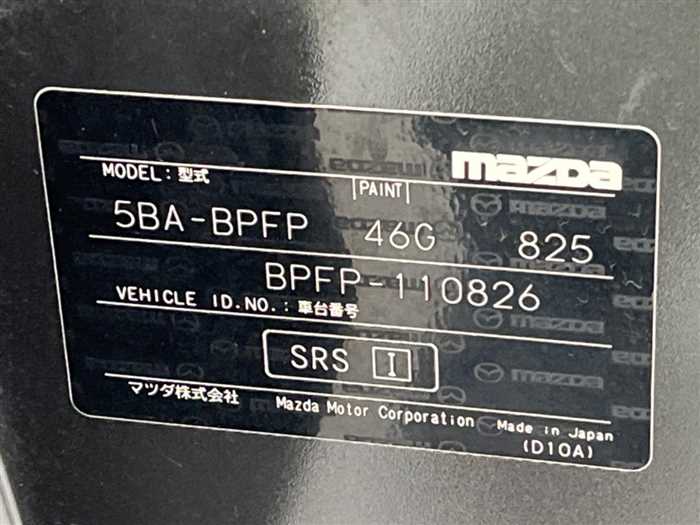 mazda
MODEL:型式
PAINT
5BA-BPFP 46G 825
BPFP-110826
VEHICLE ID.NO.:車台番号
SRS I
マツダ株式会社 Mazda Motor Corporation Made in Japan
(D10A)